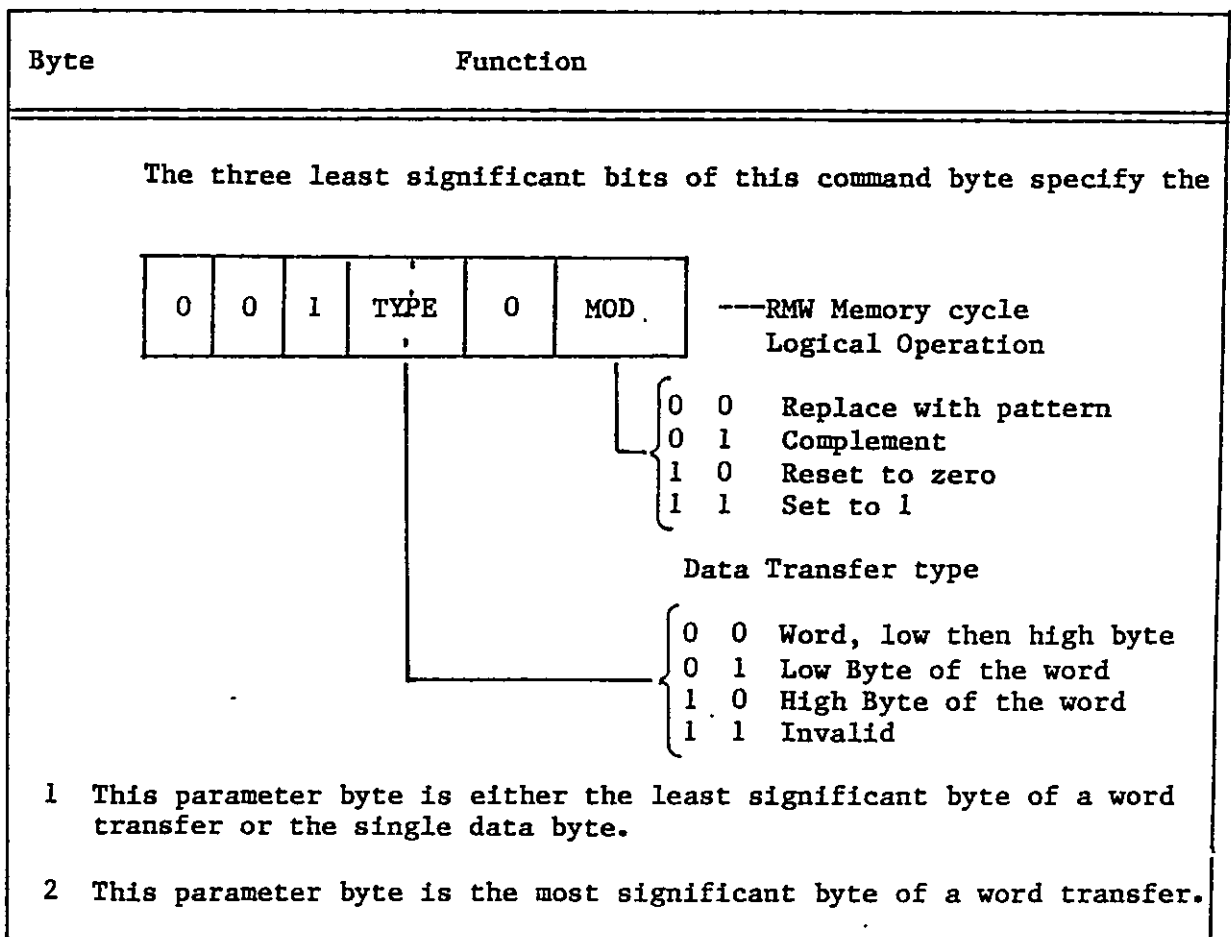 Byte Function
The three least significant bits of this command byte specify the
0 0 1 TYPE 0 MOD ---RMW Memory cycle
Logical Operation
0 0 Replace with pattern
0 1 Complement
1 0 Reset to zero
1 1 Set to 1
Data Transfer type
0 0 Word, low then high byte
0 1 Low Byte of the word
1 0 High Byte of the word
1 1 Invalid
1 This parameter byte is either the least significant byte of a word
transfer or the single data byte.
2 This parameter byte is the most significant byte of a word transfer.